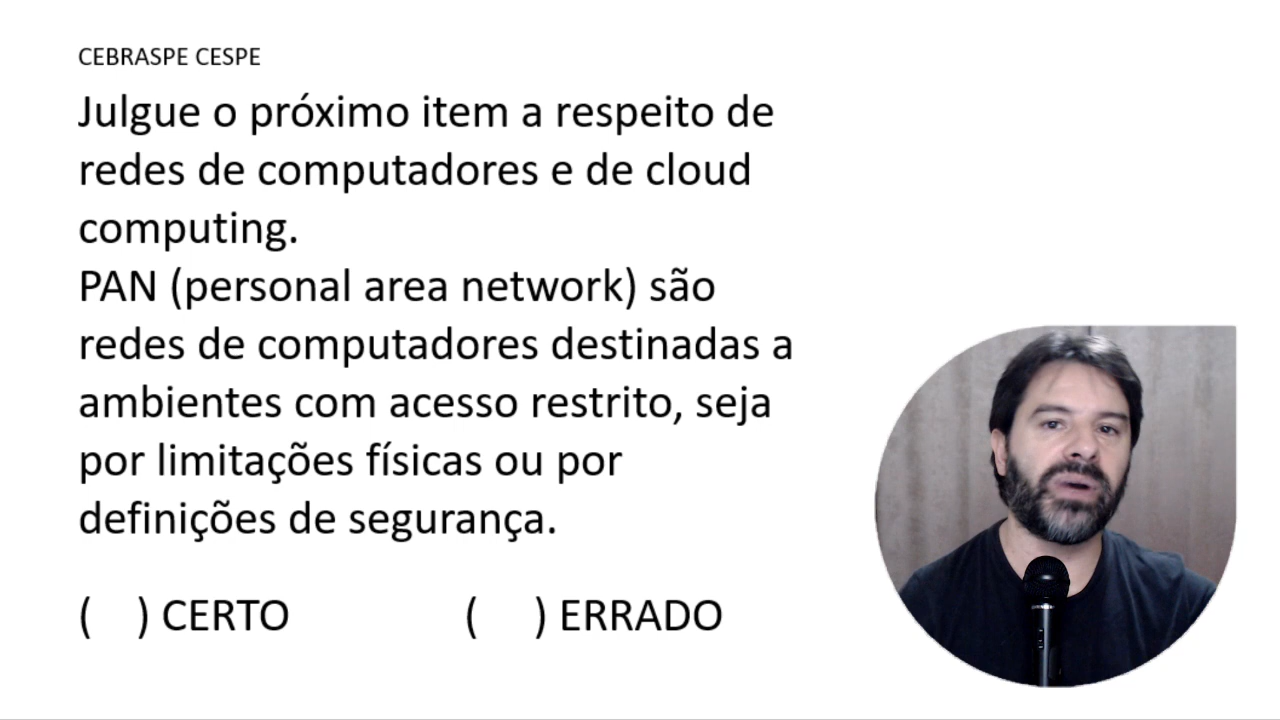 CEBRASPE CESPE
Julgue o próximo item a respeito de
redes de computadores e de cloud
computing.
PAN (personal area network) são
redes de computadores destinadas a
ambientes com acesso restrito, seja
por limitações físicas ou por
definições de segurança.
( ) CERTO ( ) ERRADO